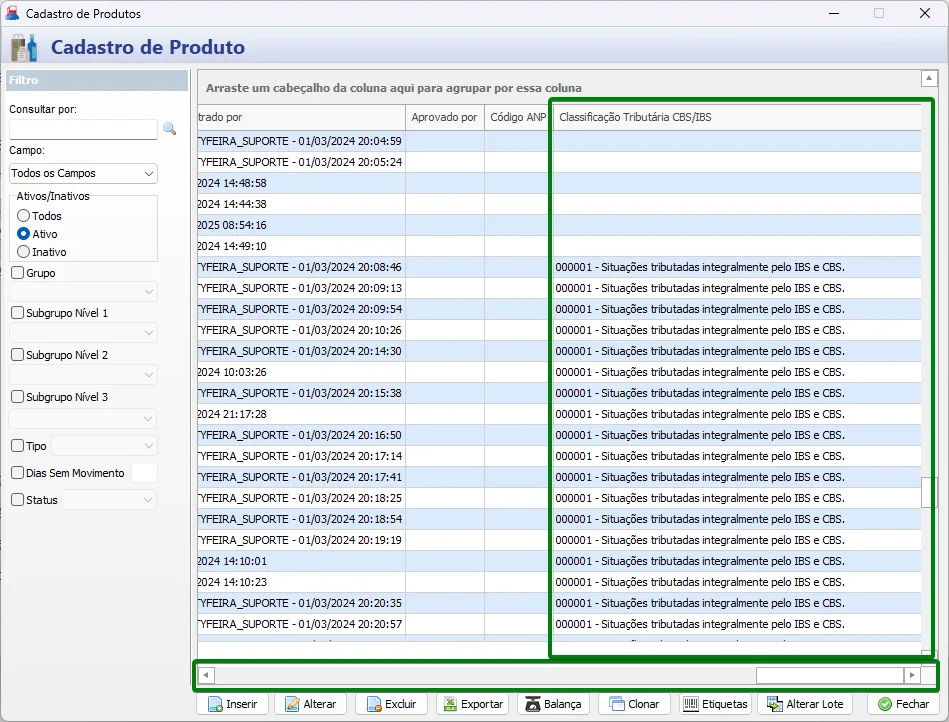 Cadastro de Produtos
Cadastro de Produto
Filtro
Consultar por:
Campo:
Todos os Campos
Ativos/Inativos
Todos
Ativo
Inativo
Grupo
Subgrupo Nível 1
Subgrupo Nível 2
Subgrupo Nível 3
Tipo
Dias Sem Movimento
Status
Arraste um cabeçalho da coluna aqui para agrupar por essa coluna
trado por Aprovado por Código ANP Classificação Tributária CBS/IBS
TYFEIRA_SUPORTE - 01/03/2024 20:04:59
TYFEIRA_SUPORTE - 01/03/2024 20:05:24
2024 14:48:58
2024 14:44:38
2025 08:54:16
2024 14:49:10
TYFEIRA_SUPORTE - 01/03/2024 20:08:46 000001 - Situações tributadas integralmente pelo IBS e CBS.
TYFEIRA_SUPORTE - 01/03/2024 20:09:13 000001 - Situações tributadas integralmente pelo IBS e CBS.
TYFEIRA_SUPORTE - 01/03/2024 20:09:54 000001 - Situações tributadas integralmente pelo IBS e CBS.
TYFEIRA_SUPORTE - 01/03/2024 20:10:26 000001 - Situações tributadas integralmente pelo IBS e CBS.
TYFEIRA_SUPORTE - 01/03/2024 20:14:30 000001 - Situações tributadas integralmente pelo IBS e CBS.
2024 10:03:26 000001 - Situações tributadas integralmente pelo IBS e CBS.
TYFEIRA_SUPORTE - 01/03/2024 20:15:38 000001 - Situações tributadas integralmente pelo IBS e CBS.
2024 21:17:28 000001 - Situações tributadas integralmente pelo IBS e CBS.
TYFEIRA_SUPORTE - 01/03/2024 20:16:50 000001 - Situações tributadas integralmente pelo IBS e CBS.
TYFEIRA_SUPORTE - 01/03/2024 20:17:14 000001 - Situações tributadas integralmente pelo IBS e CBS.
TYFEIRA_SUPORTE - 01/03/2024 20:17:41 000001 - Situações tributadas integralmente pelo IBS e CBS.
TYFEIRA_SUPORTE - 01/03/2024 20:18:25 000001 - Situações tributadas integralmente pelo IBS e CBS.
TYFEIRA_SUPORTE - 01/03/2024 20:18:54 000001 - Situações tributadas integralmente pelo IBS e CBS.
TYFEIRA_SUPORTE - 01/03/2024 20:19:19 000001 - Situações tributadas integralmente pelo IBS e CBS.
2024 14:10:01 000001 - Situações tributadas integralmente pelo IBS e CBS.
2024 14:10:23 000001 - Situações tributadas integralmente pelo IBS e CBS.
TYFEIRA_SUPORTE - 01/03/2024 20:20:35 000001 - Situações tributadas integralmente pelo IBS e CBS.
TYFEIRA_SUPORTE - 01/03/2024 20:20:57 000001 - Situações tributadas integralmente pelo IBS e CBS.
Inserir Alterar Excluir Exportar Balança Clonar Etiquetas Alterar Lote Fechar